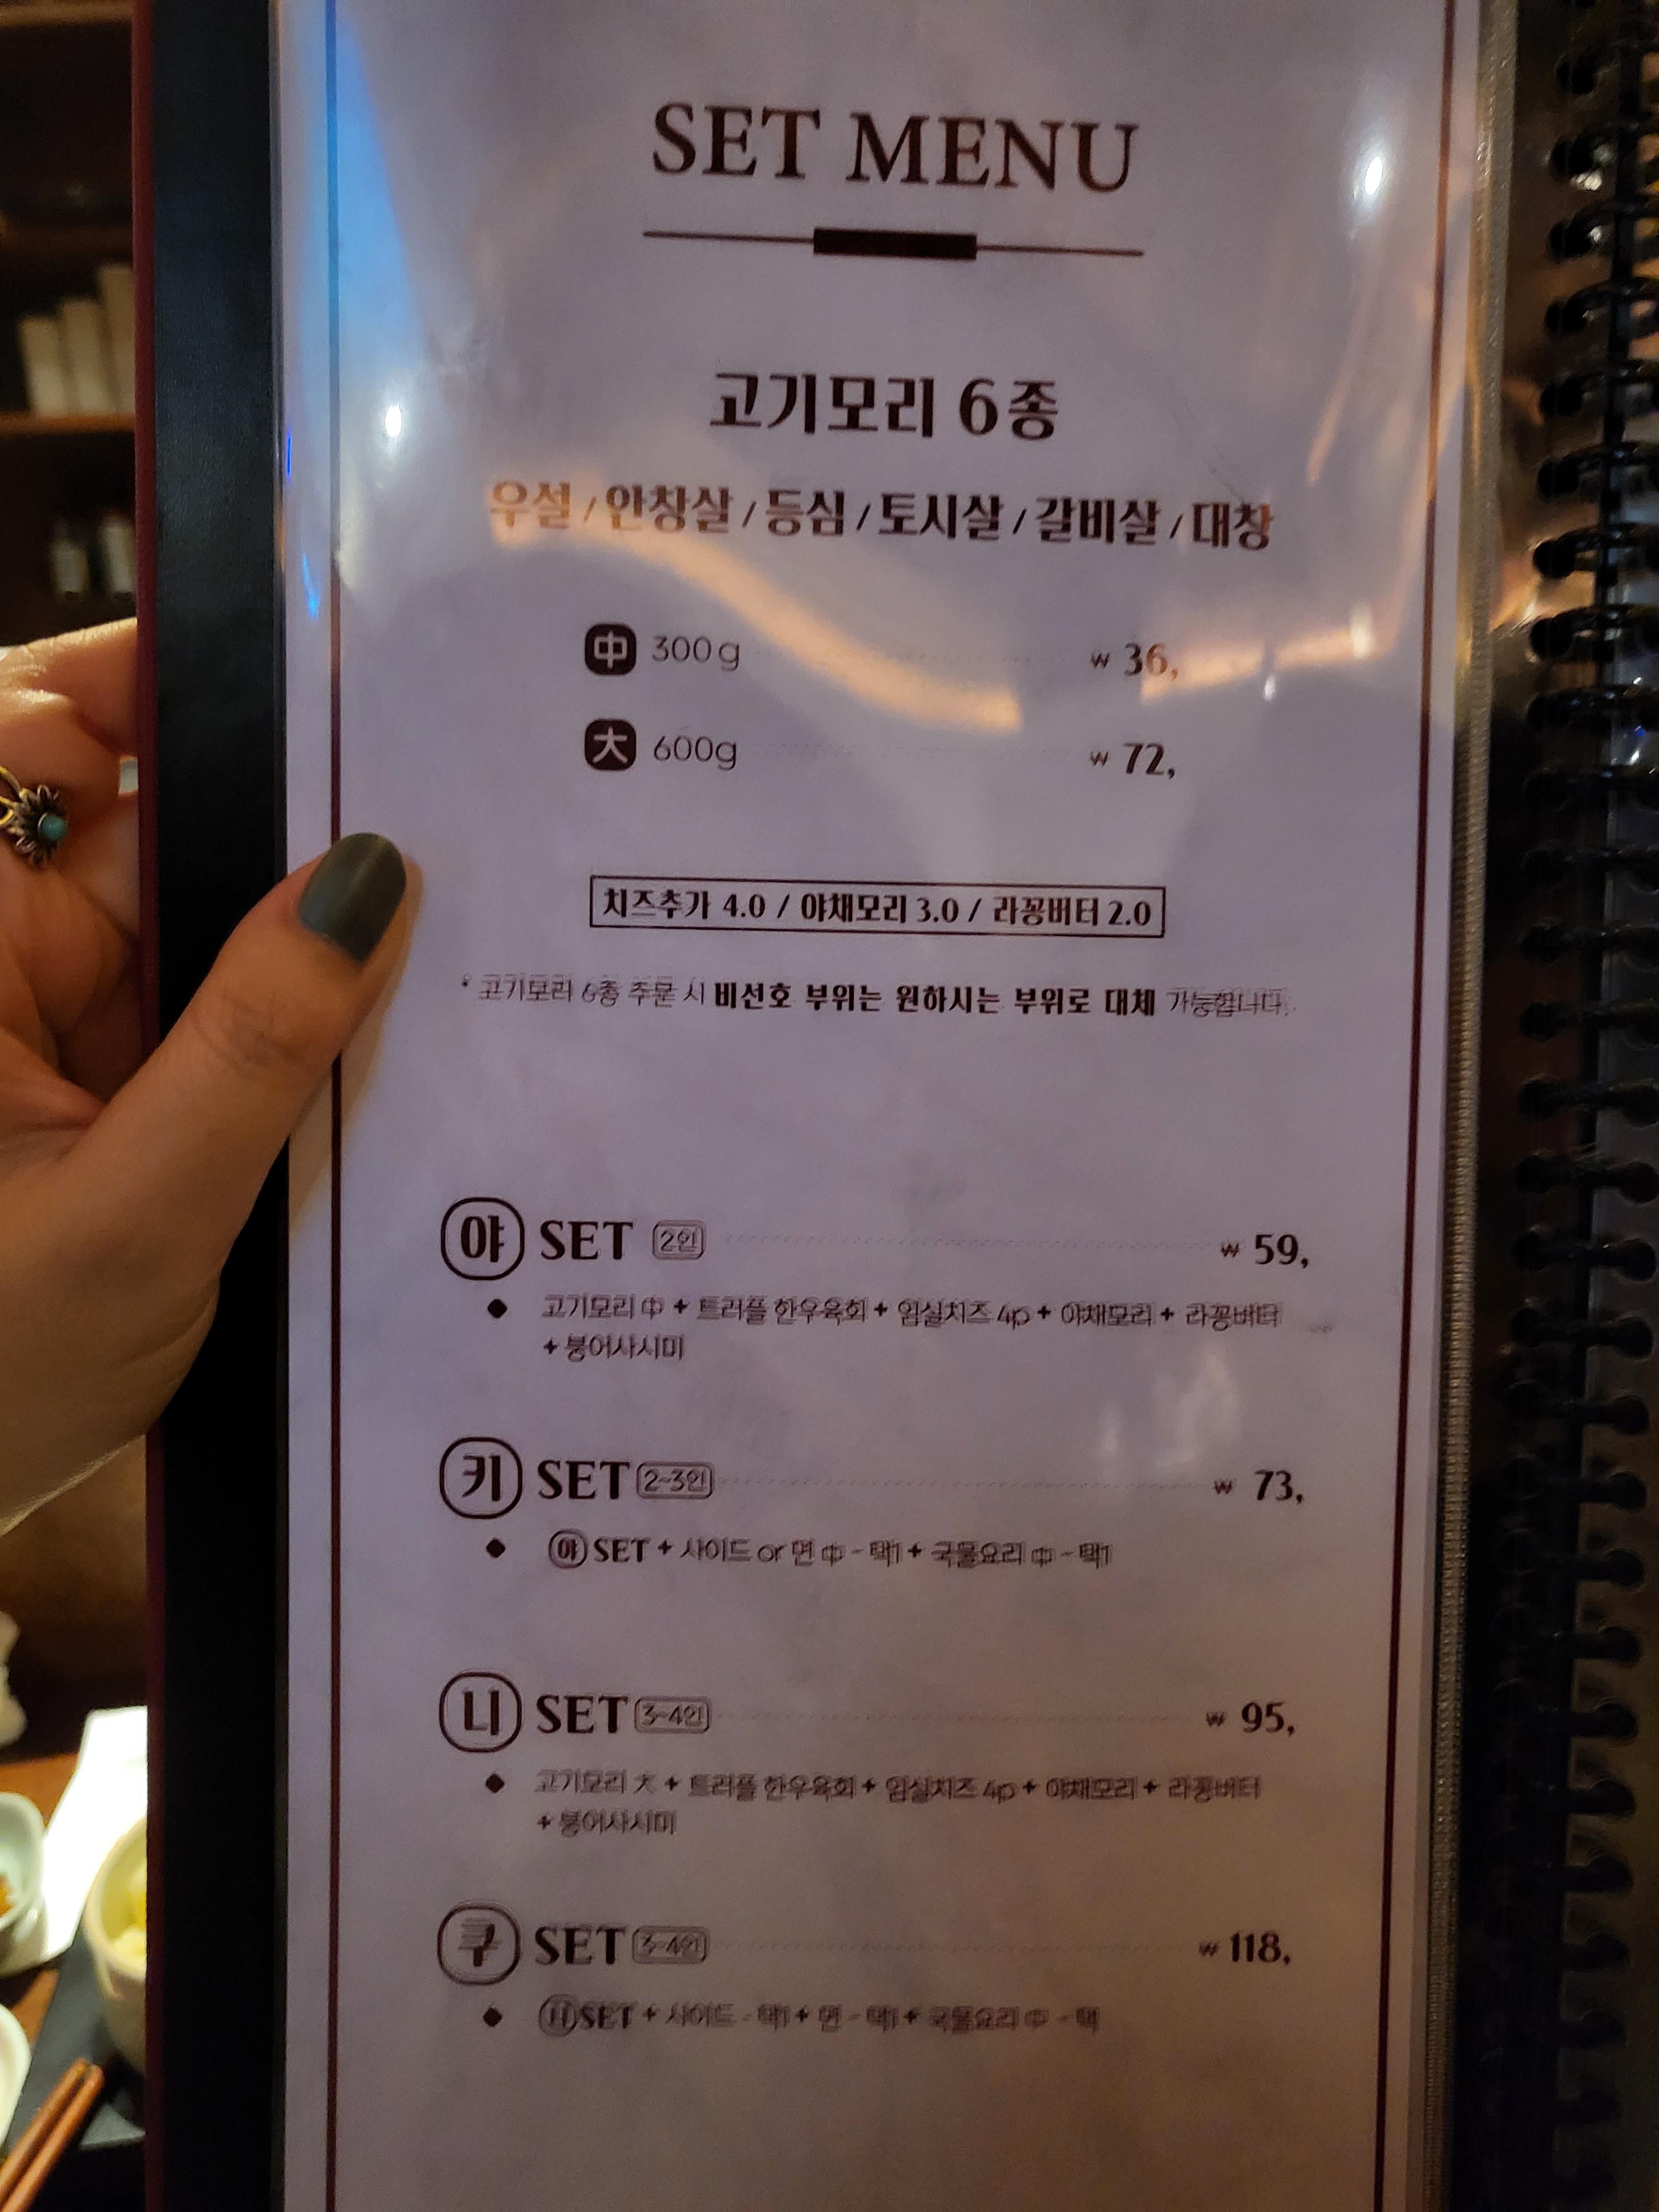 SET MENU
고기모리 6종
우설 / 안창살 / 등심 / 토시살 / 갈비살 / 대창
中 300g ₩ 36,
大 600g ₩ 72,
치즈추가 4.0 / 야채모리 3.0 / 라꽁버터 2.0
* 고기모리 6종 주문 시 비선호 부위는 원하시는 부위로 대체 가능합니다.
야 SET 2인 ₩ 59,
고기모리 中 + 트러플 한우육회 + 임실치즈 4p + 야채모리 + 라꽁버터
+ 붕어사시미
키 SET 2~3인 ₩ 73,
야 SET + 사이드 or 면 中 - 택1 + 국물요리 中 - 택1
니 SET 3~4인 ₩ 95,
고기모리 大 + 트러플 한우육회 + 임실치즈 4p + 야채모리 + 라꽁버터
+ 붕어사시미
쿠 SET 3~4인 ₩ 118,
니 SET + 사이드 - 택1 + 면 - 택1 + 국물요리 中 - 택